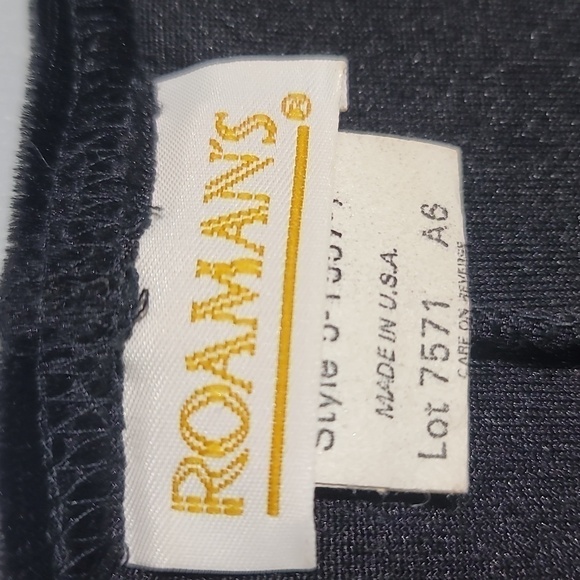 ROAMAN'S®
Style
MADE IN U.S.A.
Lot 7571 A6
CARE ON REVERSE